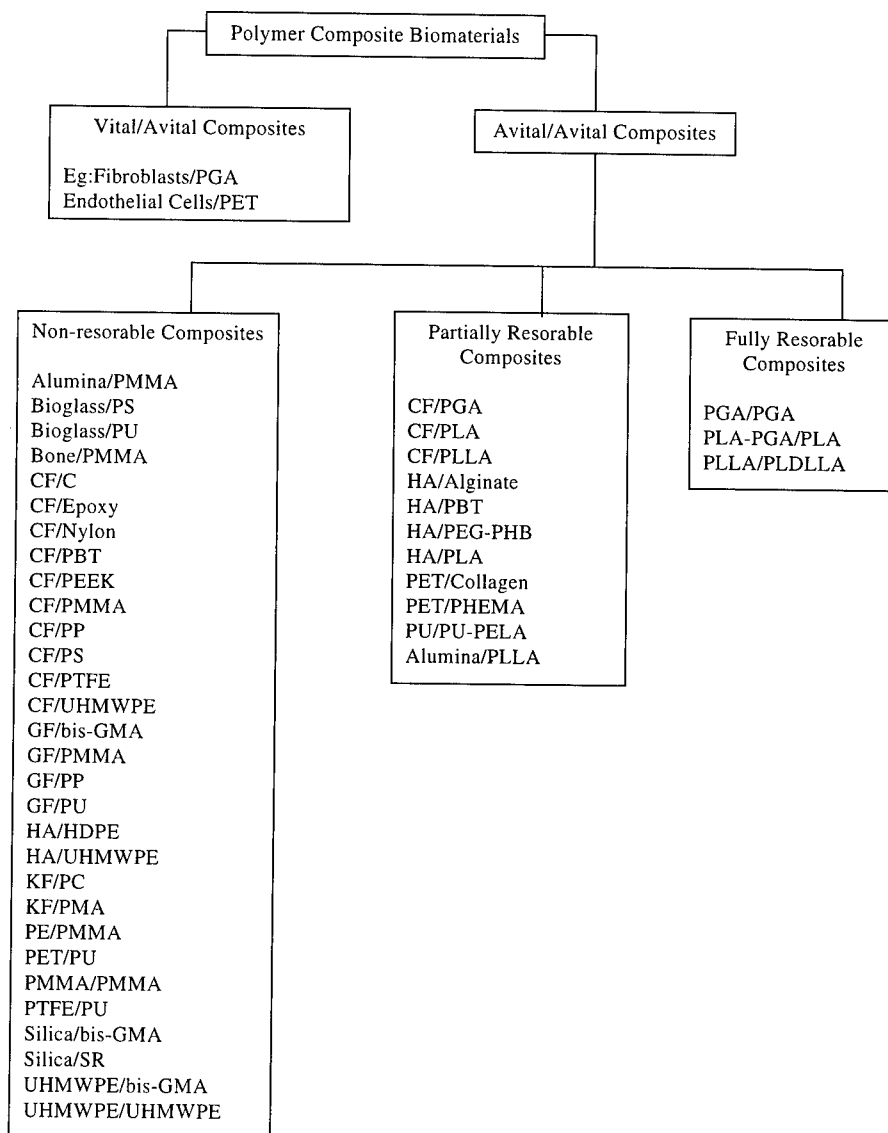 Polymer Composite Biomaterials
Vital/Avital Composites
Eg:Fibroblasts/PGA
Endothelial Cells/PET
Avital/Avital Composites
Non-resorable Composites
Alumina/PMMA
Bioglass/PS
Bioglass/PU
Bone/PMMA
CF/C
CF/Epoxy
CF/Nylon
CF/PBT
CF/PEEK
CF/PMMA
CF/PP
CF/PS
CF/PTFE
CF/UHMWPE
GF/bis-GMA
GF/PMMA
GF/PP
GF/PU
HA/HDPE
HA/UHMWPE
KF/PC
KF/PMA
PE/PMMA
PET/PU
PMMA/PMMA
PTFE/PU
Silica/bis-GMA
Silica/SR
UHMWPE/bis-GMA
UHMWPE/UHMWPE
Partially Resorable
Composites
CF/PGA
CF/PLA
CF/PLLA
HA/Alginate
HA/PBT
HA/PEG-PHB
HA/PLA
PET/Collagen
PET/PHEMA
PU/PU-PELA
Alumina/PLLA
Fully Resorable
Composites
PGA/PGA
PLA-PGA/PLA
PLLA/PLDLLA